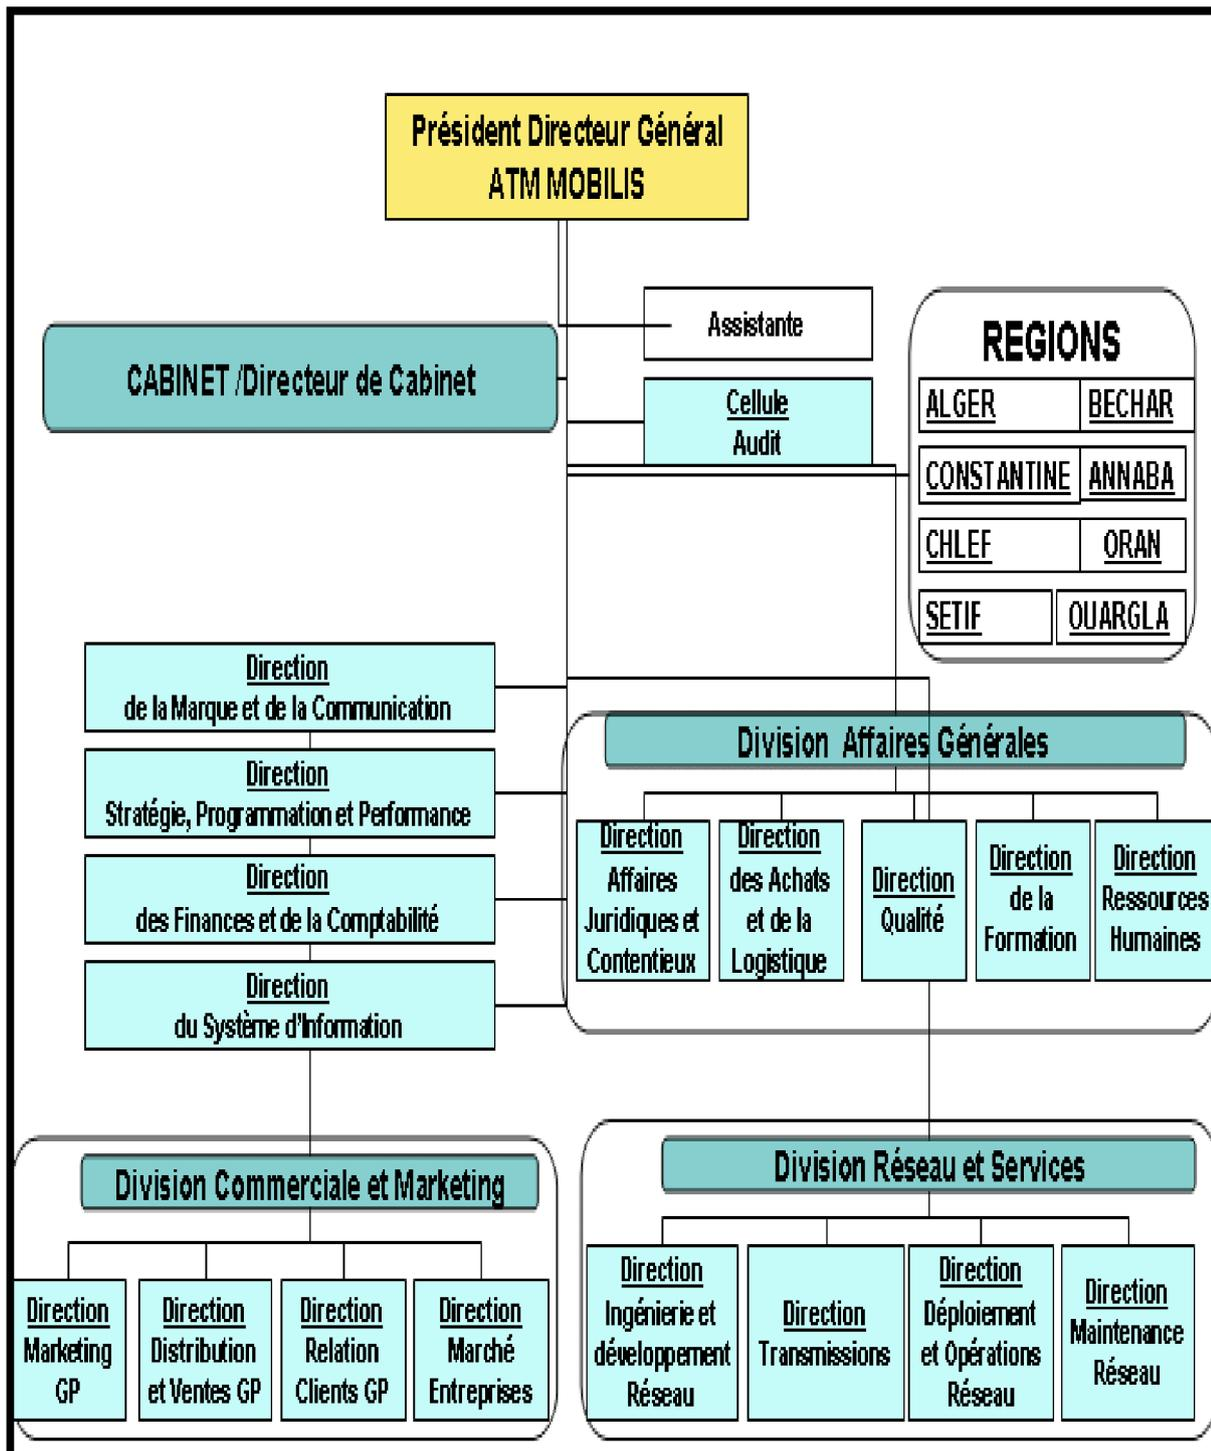 Président Directeur Général
ATM MOBILIS
Assistante
CABINET /Directeur de Cabinet
Cellule
Audit
REGIONS
ALGER
BECHAR
CONSTANTINE
ANNABA
CHLEF
ORAN
SETIF
OUARGLA
Direction
de la Marque et de la Communication
Direction
Stratégie, Programmation et Performance
Direction
des Finances et de la Comptabilité
Direction
du Système d'Information
Division Affaires Générales
Direction
Affaires
Juridiques et
Contentieux
Direction
des Achats
et de la
Logistique
Direction
Qualité
Direction
de la
Formation
Direction
Ressources
Humaines
Division Commerciale et Marketing
Direction
Marketing
GP
Direction
Distribution
et Ventes GP
Direction
Relation
Clients GP
Direction
Marché
Entreprises
Division Réseau et Services
Direction
Ingénierie et
développement
Réseau
Direction
Transmissions
Direction
Déploiement
et Opérations
Réseau
Direction
Maintenance
Réseau